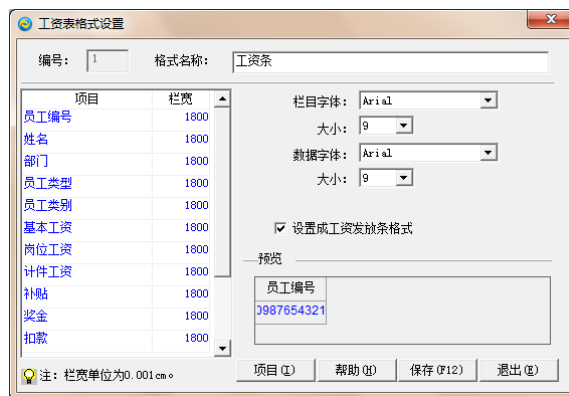 工资表格式设置
编号: 1 格式名称: 工资条
项目 栏宽
员工编号 1800
姓名 1800
部门 1800
员工类型 1800
员工类别 1800
基本工资 1800
岗位工资 1800
计件工资 1800
补贴 1800
奖金 1800
扣款 1800
栏目字体: Arial
大小: 9
数据字体: Arial
大小: 9
设置成工资发放条格式
预览
员工编号
0987654321
注: 栏宽单位为0.001cm。
项目(I) 帮助(H) 保存(F12) 退出(E)